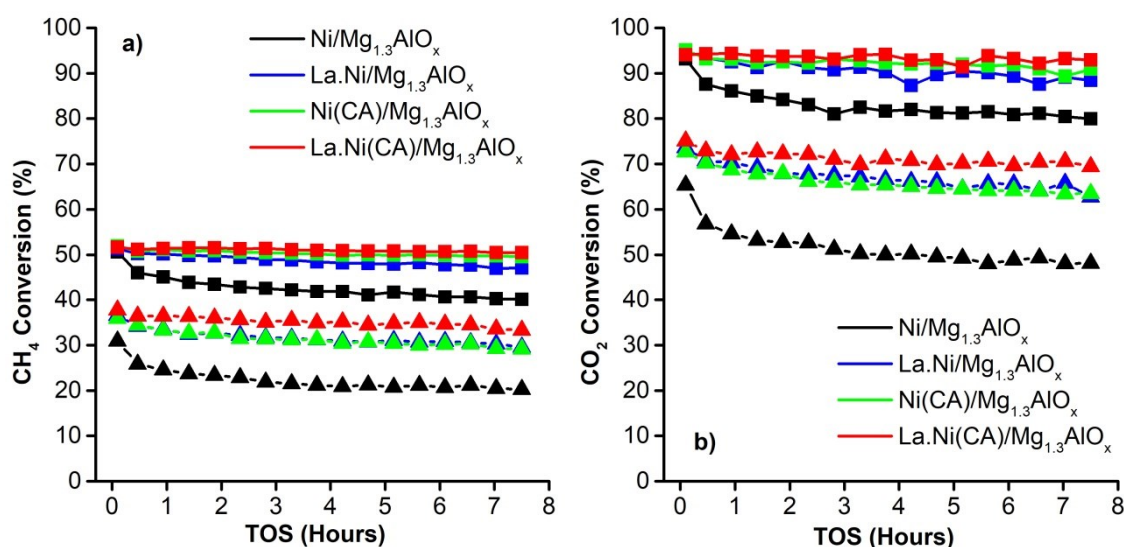 a)
Ni/Mg1.3AlOx
La.Ni/Mg1.3AlOx
Ni(CA)/Mg1.3AlOx
La.Ni(CA)/Mg1.3AlOx
CH4 Conversion (%)
100
90
80
70
60
50
40
30
20
10
0
0 1 2 3 4 5 6 7 8
TOS (Hours)
CO2 Conversion (%)
100
90
80
70
60
50
40
30
20
10
0
Ni/Mg1.3AlOx
La.Ni/Mg1.3AlOx
Ni(CA)/Mg1.3AlOx
La.Ni(CA)/Mg1.3AlOx
b)
0 1 2 3 4 5 6 7 8
TOS (Hours)